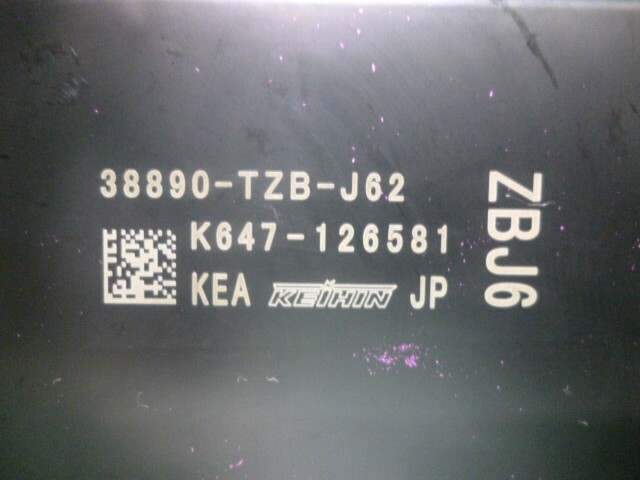 38890-TZB-J62
K647-126581
KEA KEIHIN JP
ZBJ6